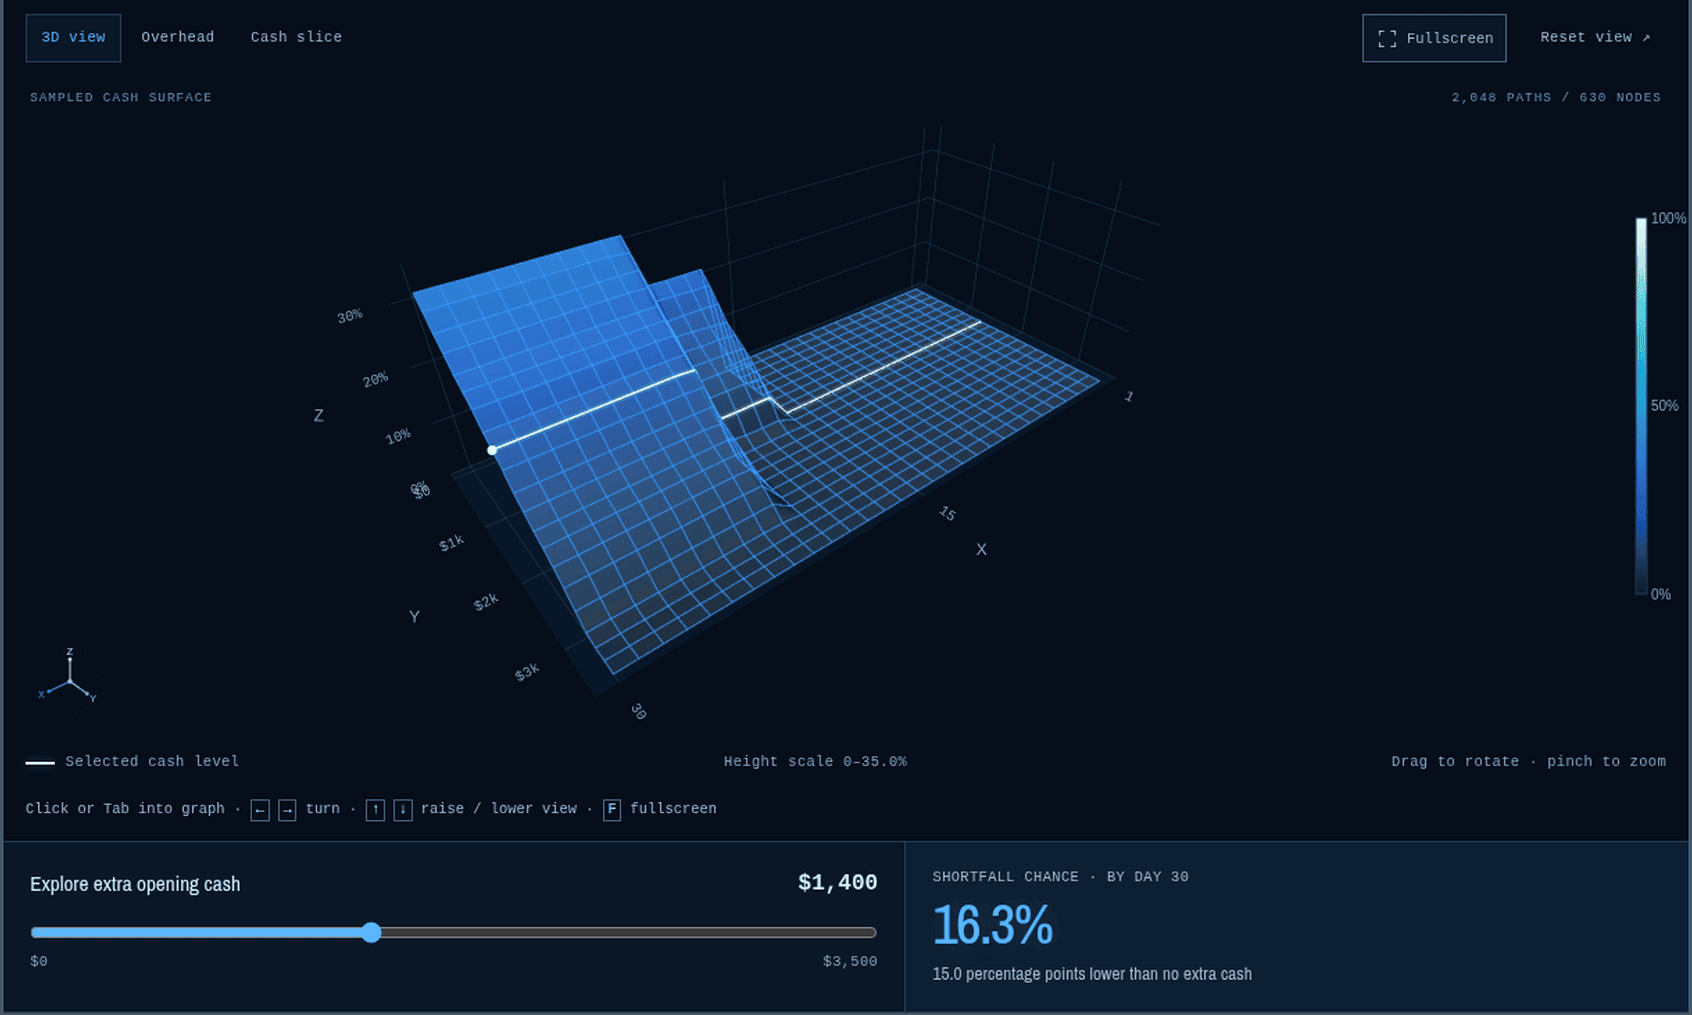 3D view Overhead Cash slice Fullscreen Reset view ↗
SAMPLED CASH SURFACE 2,048 PATHS / 630 NODES
30%
20%
10%
0%
$0
$1k
$2k
$3k
Z
Y
X
1
15
30
100%
50%
0%
Z
X
Y
Selected cash level Height scale 0–35.0% Drag to rotate · pinch to zoom
Click or Tab into graph · ← → turn · ↑ ↓ raise / lower view · F fullscreen
Explore extra opening cash $1,400
$0 $3,500
SHORTFALL CHANCE · BY DAY 30
16.3%
15.0 percentage points lower than no extra cash